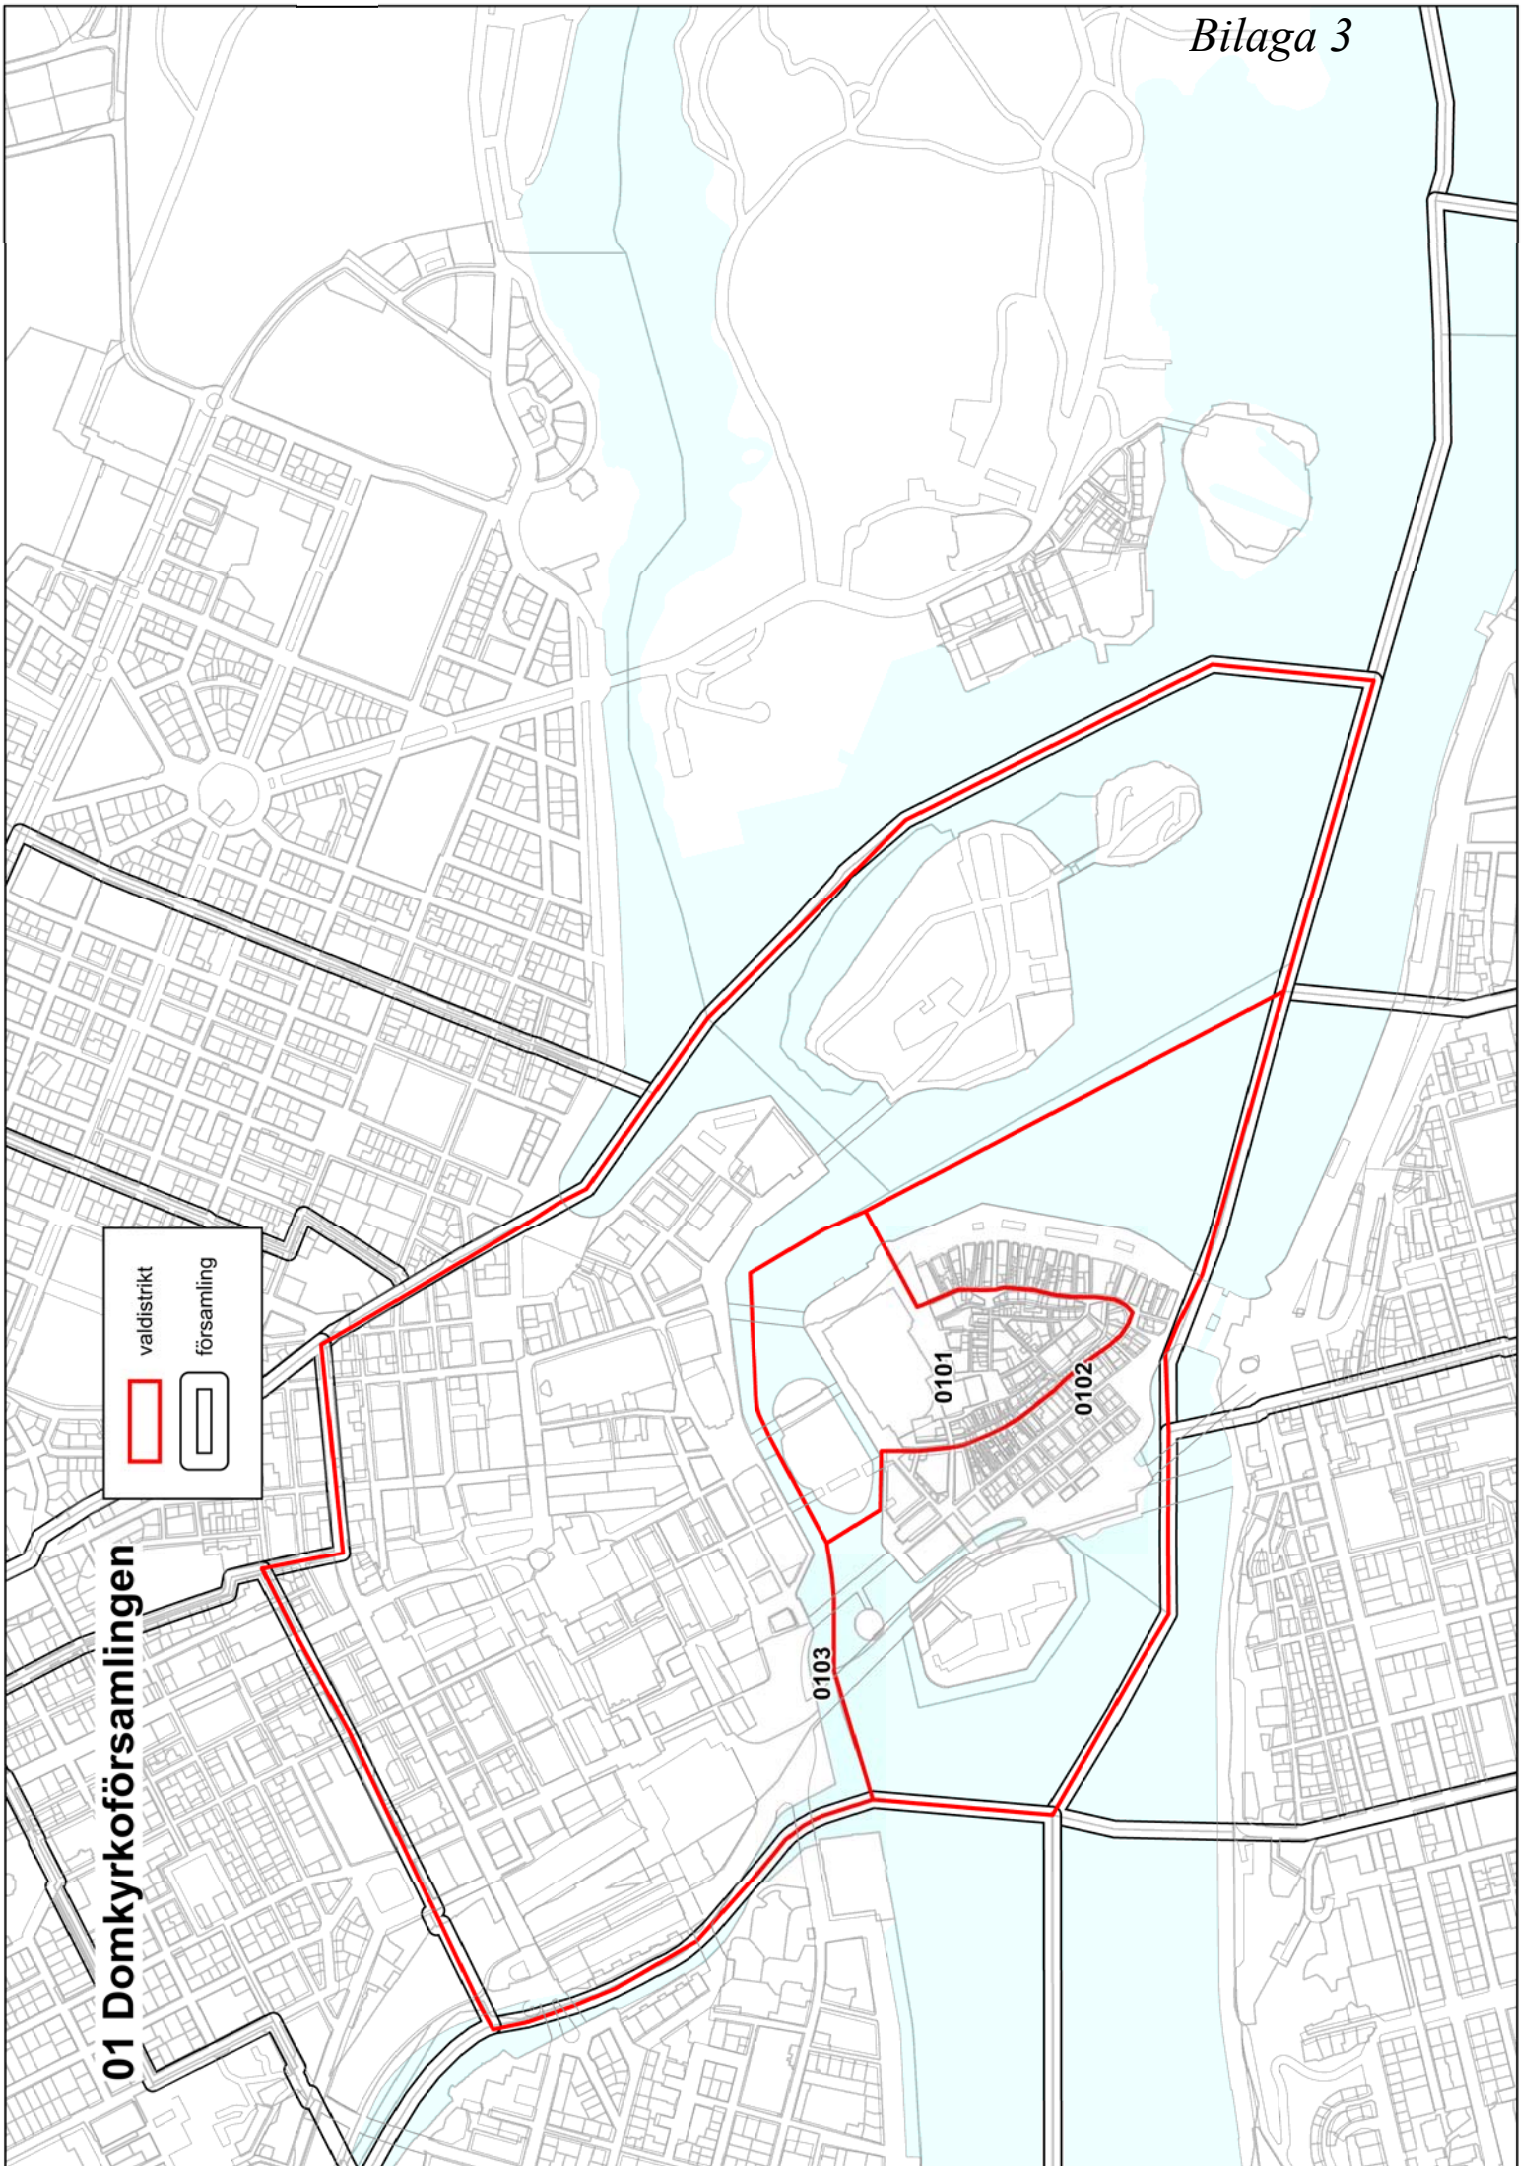 Bilaga 3
01 Domkyrkoförsamlingen
valdistrikt
församling
0103
0101
0102